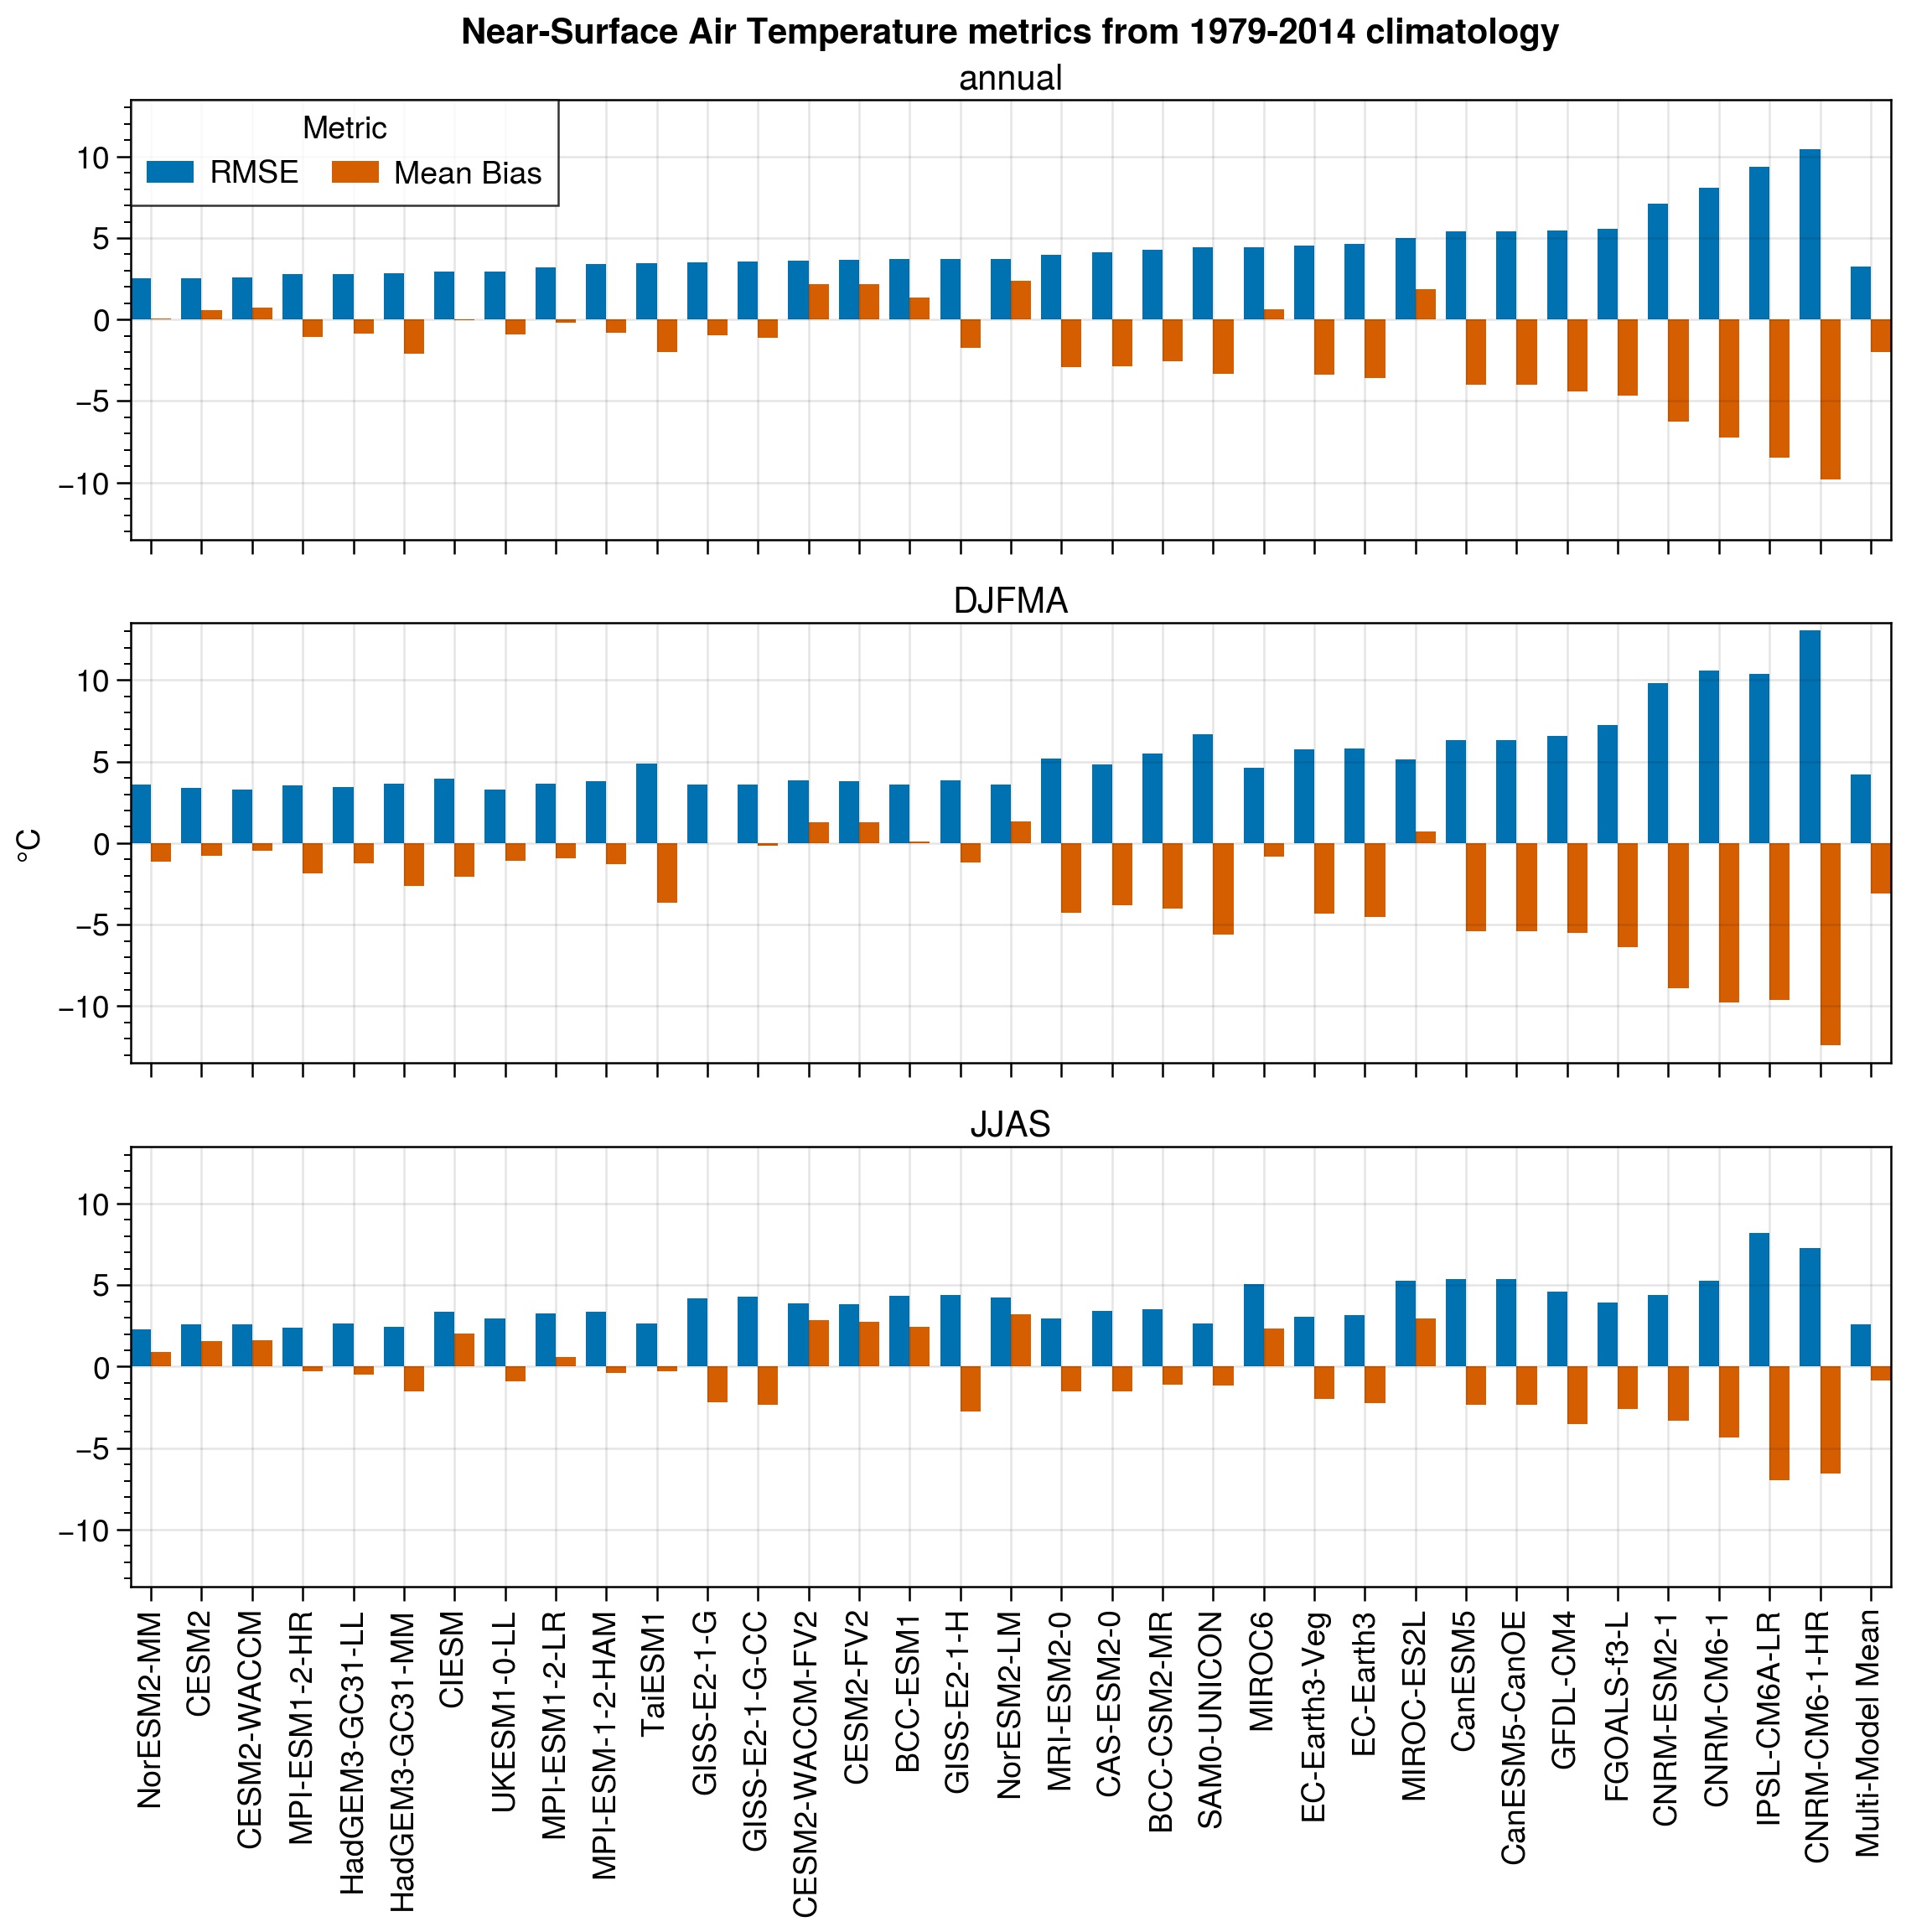 Near-Surface Air Temperature metrics from 1979-2014 climatology
annual
Metric
RMSE Mean Bias
10
5
0
−5
−10
DJFMA
10
5
0
−5
−10
°C
JJAS
10
5
0
−5
−10
NorESM2-MM
CESM2
CESM2-WACCM
MPI-ESM1-2-HR
HadGEM3-GC31-LL
HadGEM3-GC31-MM
CIESM
UKESM1-0-LL
MPI-ESM1-2-LR
MPI-ESM-1-2-HAM
TaiESM1
GISS-E2-1-G
GISS-E2-1-G-CC
CESM2-WACCM-FV2
CESM2-FV2
BCC-ESM1
GISS-E2-1-H
NorESM2-LM
MRI-ESM2-0
CAS-ESM2-0
BCC-CSM2-MR
SAM0-UNICON
MIROC6
EC-Earth3-Veg
EC-Earth3
MIROC-ES2L
CanESM5
CanESM5-CanOE
GFDL-CM4
FGOALS-f3-L
CNRM-ESM2-1
CNRM-CM6-1
IPSL-CM6A-LR
CNRM-CM6-1-HR
Multi-Model Mean